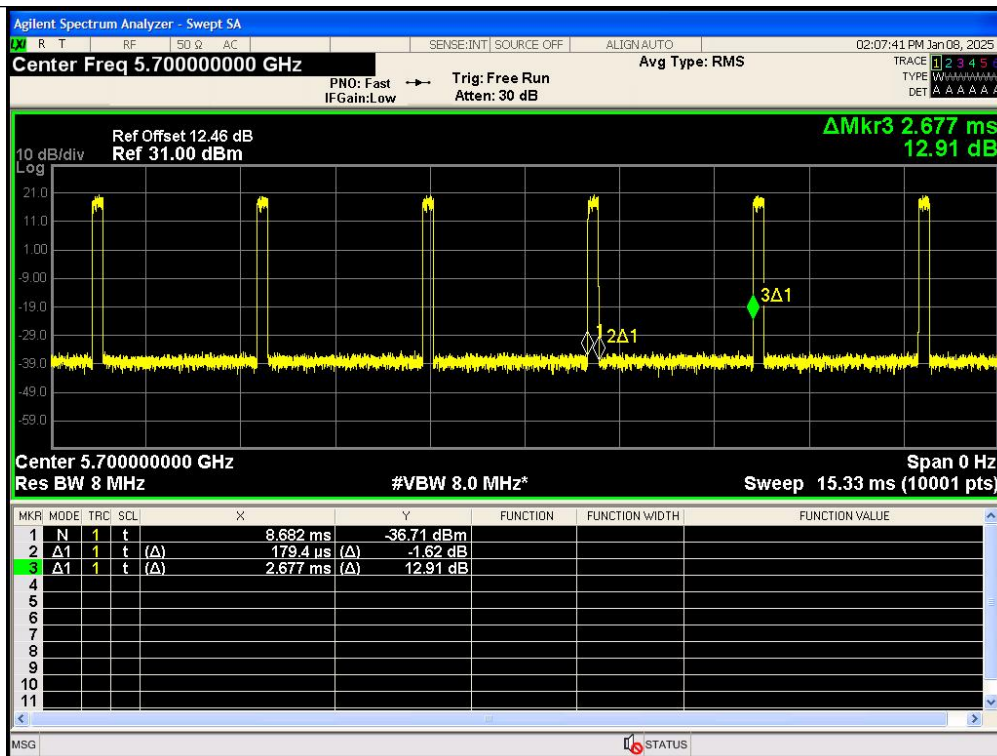 Agilent Spectrum Analyzer - Swept SA
LXI R T RF 50 Ω AC SENSE:INT SOURCE OFF ALIGN AUTO 02:07:41 PM Jan 08, 2025
Center Freq 5.700000000 GHz Avg Type: RMS TRACE 1 2 3 4 5 6
PNO: Fast Trig: Free Run TYPE W
IFGain:Low Atten: 30 dB DET A A A A A A
ΔMkr3 2.677 ms
12.91 dB
Ref Offset 12.46 dB
10 dB/div Ref 31.00 dBm
Log
21.0
11.0
1.00
-9.00
-19.0
3Δ1
-29.0
1 2Δ1
-39.0
-49.0
-59.0
Center 5.700000000 GHz Span 0 Hz
Res BW 8 MHz #VBW 8.0 MHz* Sweep 15.33 ms (10001 pts)
MKR MODE TRC SCL X Y FUNCTION FUNCTION WIDTH FUNCTION VALUE
1 N 1 t 8.682 ms -36.71 dBm
2 Δ1 1 t (Δ) 179.4 µs (Δ) -1.62 dB
3 Δ1 1 t (Δ) 2.677 ms (Δ) 12.91 dB
4
5
6
7
8
9
10
11
MSG STATUS